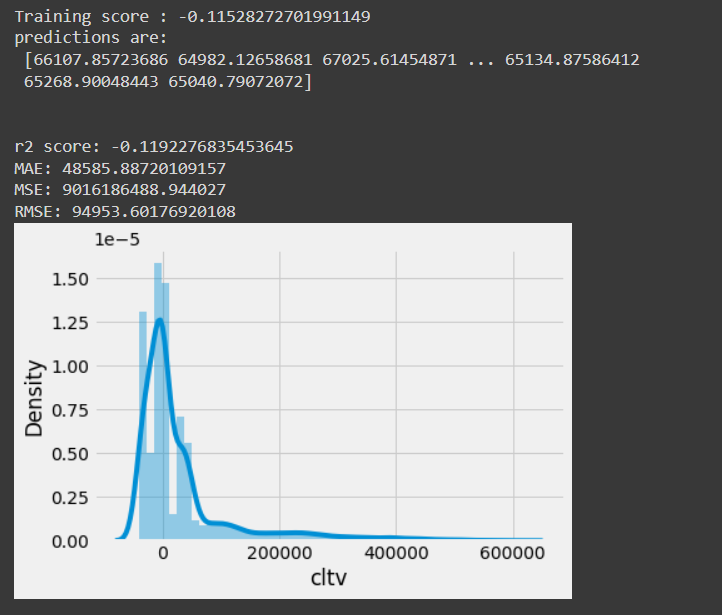 Training score : -0.11528272701991149
predictions are:
[66107.85723686 64982.12658681 67025.61454871 ... 65134.87586412
65268.90048443 65040.79072072]
r2 score: -0.1192276835453645
MAE: 48585.88720109157
MSE: 9016186488.944027
RMSE: 94953.60176920108
1e−5
1.50
1.25
1.00
0.75
0.50
0.25
0.00
Density
0 200000 400000 600000
cltv